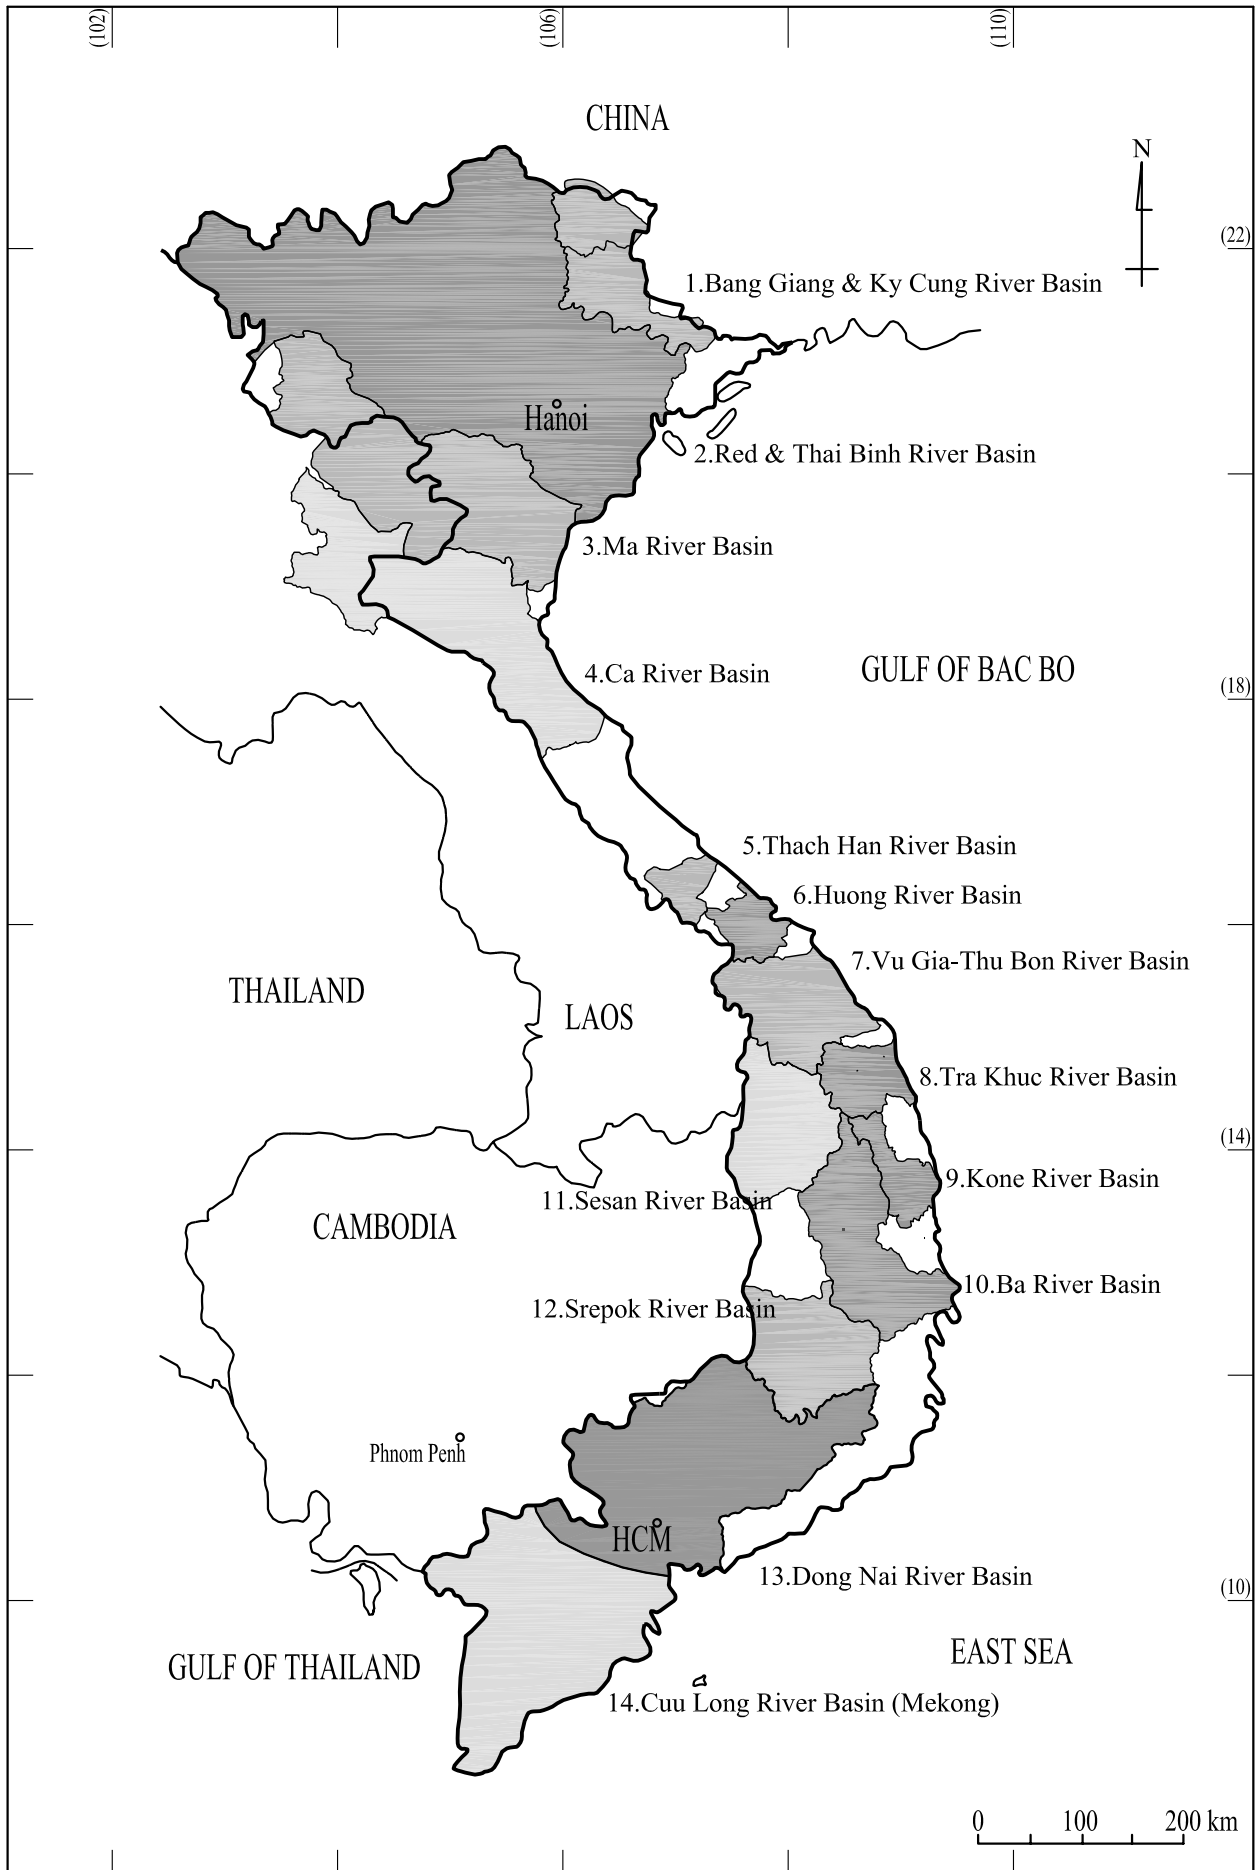 (102)
(106)
(110)
CHINA
N
(22)
1.Bang Giang & Ky Cung River Basin
Hanoi
2.Red & Thai Binh River Basin
3.Ma River Basin
4.Ca River Basin
GULF OF BAC BO
(18)
5.Thach Han River Basin
6.Huong River Basin
7.Vu Gia-Thu Bon River Basin
THAILAND
LAOS
8.Tra Khuc River Basin
(14)
9.Kone River Basin
11.Sesan River Basin
CAMBODIA
10.Ba River Basin
12.Srepok River Basin
Phnom Penh
HCM
13.Dong Nai River Basin
(10)
EAST SEA
GULF OF THAILAND
14.Cuu Long River Basin (Mekong)
0 100 200 km